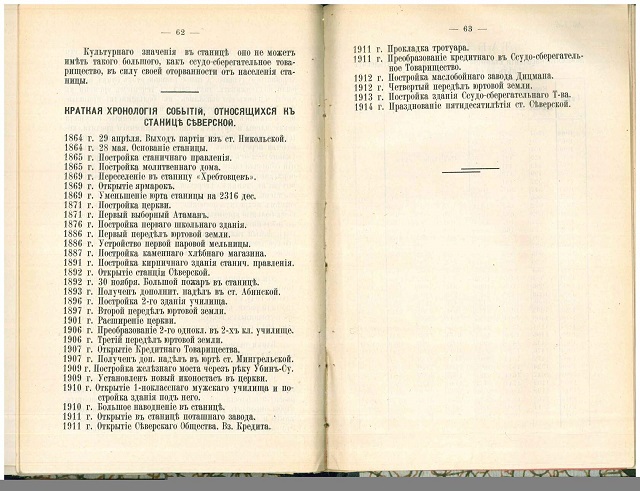 — 62 —
Культурнаго значенія въ станицѣ оно не можетъ
имѣть такого большого, какъ ссудо-сберегательное това-
рищество, въ силу своей оторванности отъ населенія ста-
ницы.
КРАТКАЯ ХРОНОЛОГІЯ СОБЫТІЙ, ОТНОСЯЩИХСЯ КЪ
СТАНИЦѢ СѢВЕРСКОЙ.
1864 г. 29 апрѣля. Выходъ партіи изъ ст. Никольской.
1864 г. 28 мая. Основаніе станицы.
1865 г. Постройка станичнаго правленія.
1865 г. Постройка молитвеннаго дома.
1869 г. Переселеніе въ станицу «Хребтовцевъ».
1869 г. Открытіе ярмарокъ.
1869 г. Уменьшеніе юрта станицы на 2316 дес.
1871 г. Постройка церкви.
1871 г. Первый выборный Атаманъ.
1876 г. Постройка перваго школьнаго зданія.
1886 г. Первый передѣлъ юртовой земли.
1886 г. Устройство первой паровой мельницы.
1887 г. Постройка каменнаго хлѣбнаго магазина.
1891 г. Постройка кирпичнаго зданія станич. правленія.
1892 г. Открытіе станціи Сѣверской.
1892 г. 30 ноября. Большой пожаръ въ станицѣ.
1893 г. Полученъ дополнит. надѣлъ въ ст. Абинской.
1896 г. Постройка 2-го зданія училища.
1897 г. Второй передѣлъ юртовой земли.
1901 г. Расширеніе церкви.
1906 г. Преобразованіе 2-го однокл. въ 2-хъ кл. училище.
1906 г. Третій передѣлъ юртовой земли.
1907 г. Открытіе Кредитнаго Товарищества.
1907 г. Полученъ доп. надѣлъ въ юртѣ ст. Мингрельской.
1909 г. Постройка желѣзнаго моста черезъ рѣку Убинъ-Су.
1909 г. Установленъ новый иконостасъ въ церкви.
1910 г. Открытіе 1-нокласснаго мужскаго училища и по-
стройка зданія подъ него.
1910 г. Большое наводненіе въ станицѣ.
1911 г. Открытіе въ станицѣ поташнаго завода.
1911 г. Открытіе Сѣверскаго Общества. Вз. Кредита.
— 63 —
1911 г. Прокладка тротуара.
1911 г. Преобразованіе кредитнаго въ Ссудо-сберегатель-
ное Товарищество.
1912 г. Постройка маслобойнаго завода Дицмана.
1912 г. Четвертый передѣлъ юртовой земли.
1913 г. Постройка зданія Ссудо-сберегательнаго Т-ва.
1914 г. Празднованіе пятидесятилѣтія ст. Сѣверской.